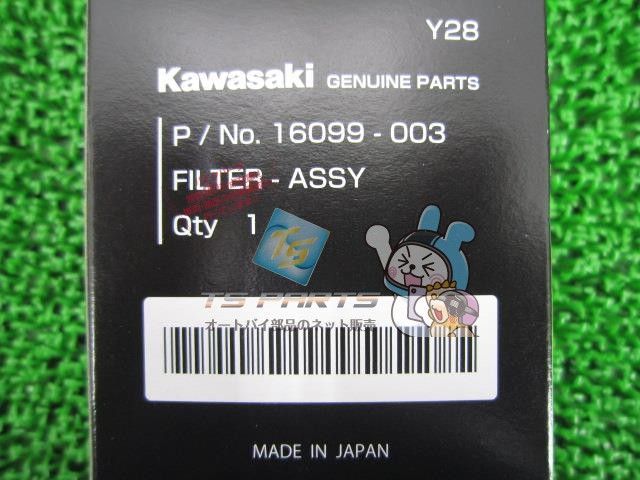 Y28
Kawasaki GENUINE PARTS
P / No. 16099 - 003
FILTER - ASSY
Qty 1
TS
TS PARTS
オートバイ部品のネット販売
MADE IN JAPAN